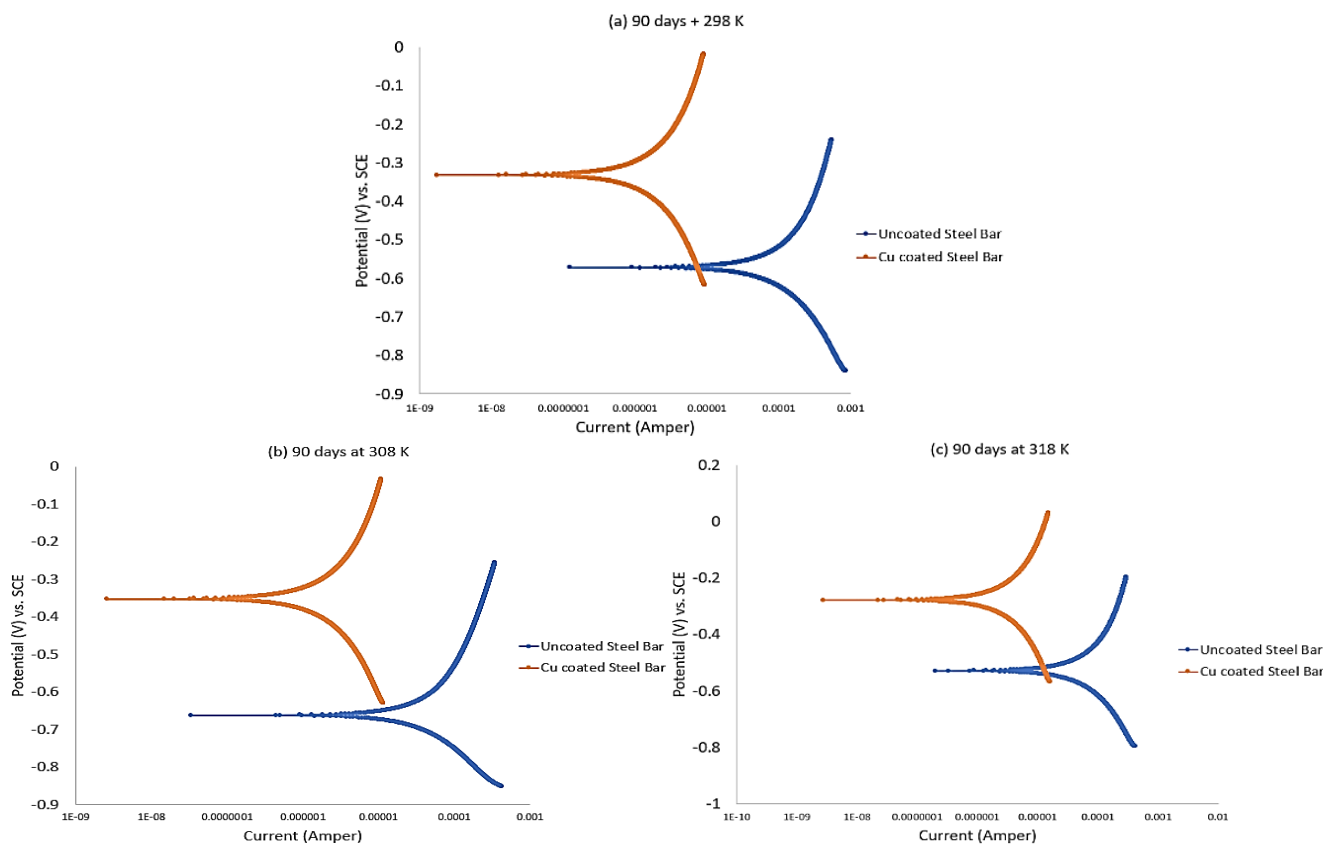 (a) 90 days + 298 K
Potential (V) vs. SCE
0
-0.1
-0.2
-0.3
-0.4
-0.5
-0.6
-0.7
-0.8
-0.9
1E-09 1E-08 0.0000001 0.000001 0.00001 0.0001 0.001
Current (Amper)
Uncoated Steel Bar
Cu coated Steel Bar
(b) 90 days at 308 K
Potential (V) vs. SCE
0
-0.1
-0.2
-0.3
-0.4
-0.5
-0.6
-0.7
-0.8
-0.9
1E-09 1E-08 0.0000001 0.000001 0.00001 0.0001 0.001
Current (Amper)
Uncoated Steel Bar
Cu coated Steel Bar
(c) 90 days at 318 K
Potential (V) vs. SCE
0.2
0
-0.2
-0.4
-0.6
-0.8
-1
1E-10 1E-09 1E-08 0.0000001 0.000001 0.00001 0.0001 0.001 0.01
Current (Amper)
Uncoated Steel Bar
Cu coated Steel Bar